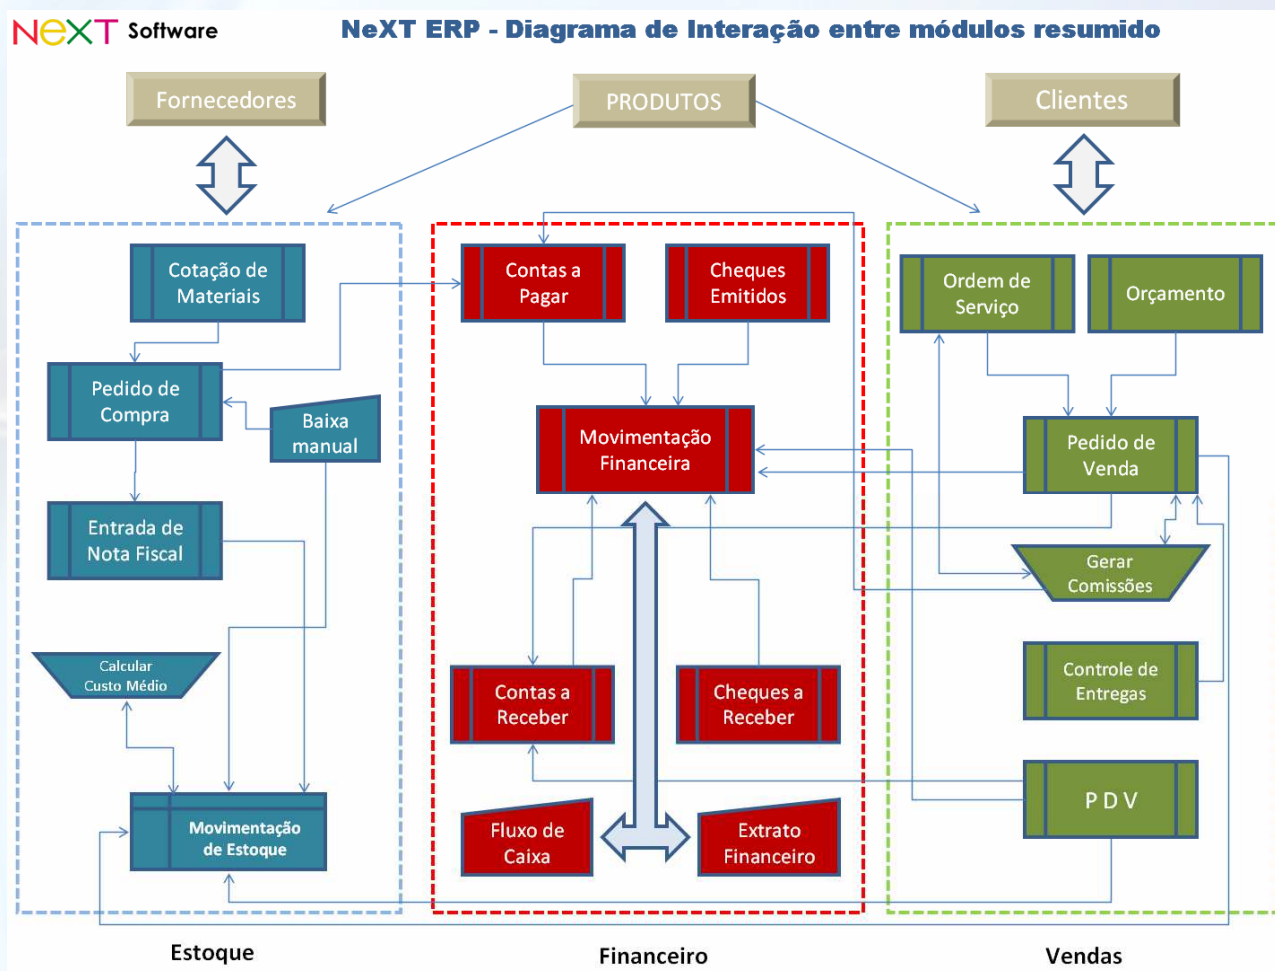 NeXT Software
NeXT ERP - Diagrama de Interação entre módulos resumido
Fornecedores
PRODUTOS
Clientes
Cotação de
Materiais
Pedido de
Compra
Baixa
manual
Entrada de
Nota Fiscal
Calcular
Custo Médio
Movimentação
de Estoque
Estoque
Contas a
Pagar
Cheques
Emitidos
Movimentação
Financeira
Contas a
Receber
Cheques a
Receber
Fluxo de
Caixa
Extrato
Financeiro
Financeiro
Ordem de
Serviço
Orçamento
Pedido de
Venda
Gerar
Comissões
Controle de
Entregas
P D V
Vendas